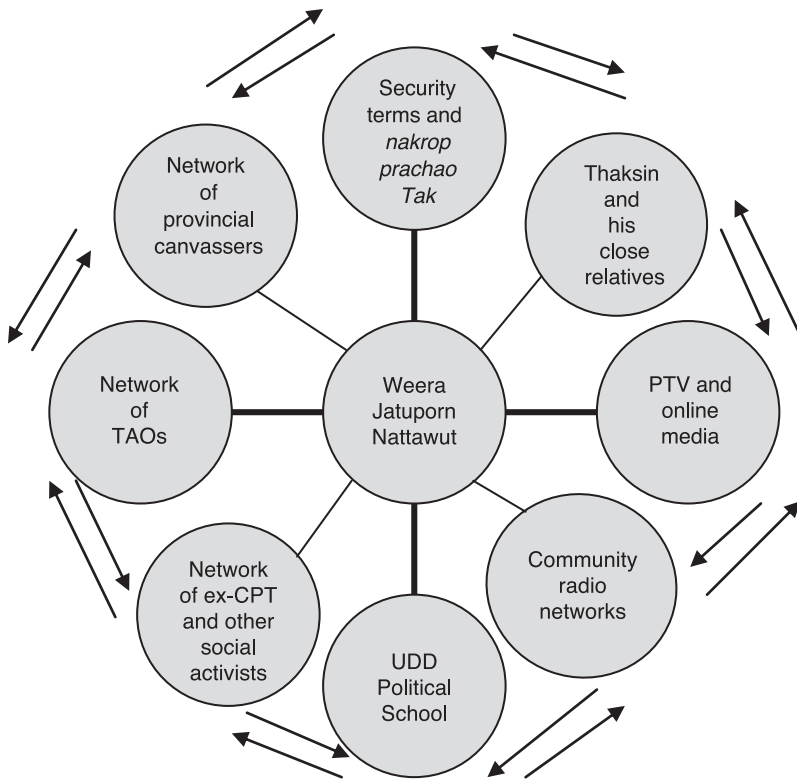 Security
terms and
nakrop
prachao
Tak
Network
of
provincial
canvassers
Thaksin
and
his
close
relatives
Network
of
TAOs
Weera
Jatuporn
Nattawut
PTV and
online
media
Network
of ex-CPT
and other
social
activists
Community
radio
networks
UDD
Political
School